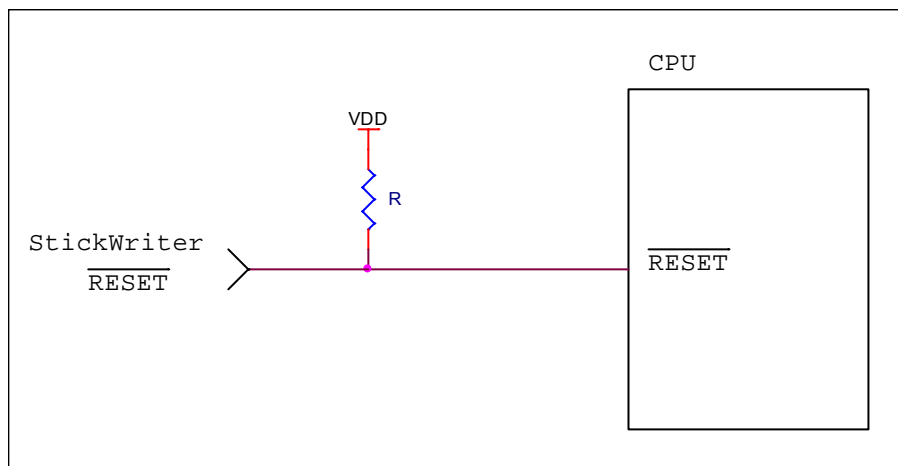 CPU
VDD
R
StickWriter
RESET
RESET